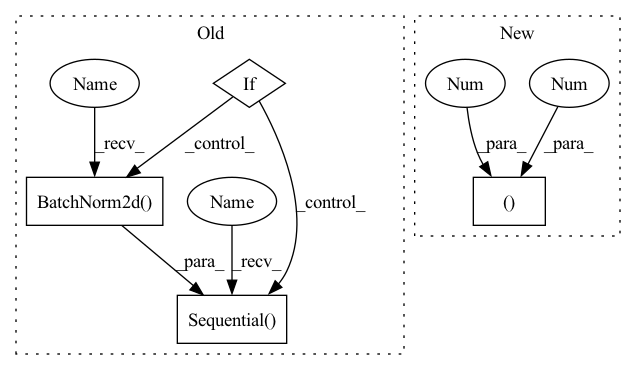 Old
New
Name
If
Num
Num
_recv_
_control_
_para_
_para_
BatchNorm2d()
Name
()
_control_
_para_
_recv_
Sequential()